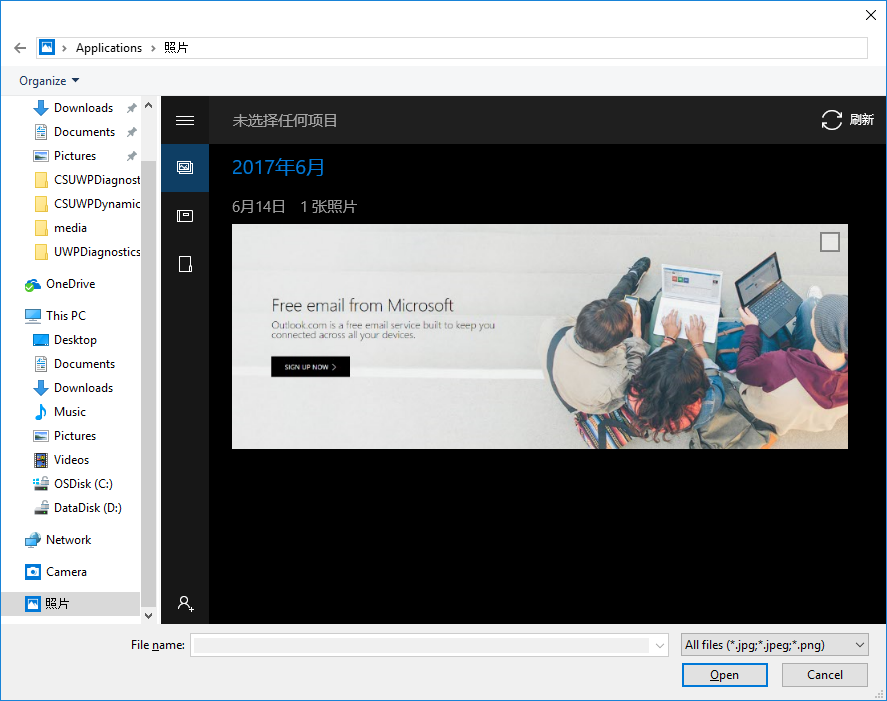 Applications
照片
Organize
Downloads
Documents
Pictures
CSUWPDiagnost
CSUWPDynamic
media
UWPDiagnostics
OneDrive
This PC
Desktop
Documents
Downloads
Music
Pictures
Videos
OSDisk (C:)
DataDisk (D:)
Network
Camera
照片
未选择任何项目
刷新
2017年6月
6月14日 1 张照片
Free email from Microsoft
Outlook.com is a free email service built to keep you
connected across all your devices.
SIGN UP NOW >
File name:
All files (*.jpg;*.jpeg;*.png)
Open
Cancel